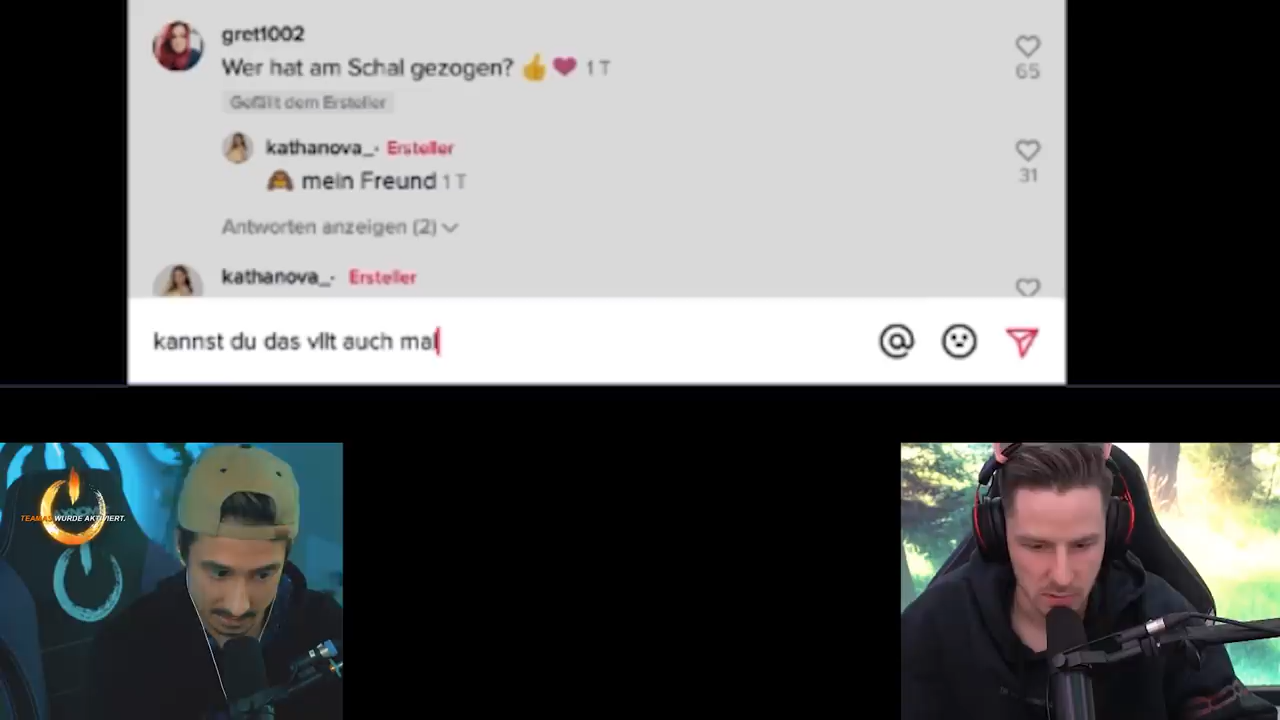 gret1002
Wer hat am Schal gezogen? 👍❤️ 1 T
Gefällt dem Ersteller
65
kathanova_· Ersteller
🙈 mein Freund 1 T
31
Antworten anzeigen (2)
kathanova_· Ersteller
kannst du das vllt auch mal
WURDE AKTIVIERT.